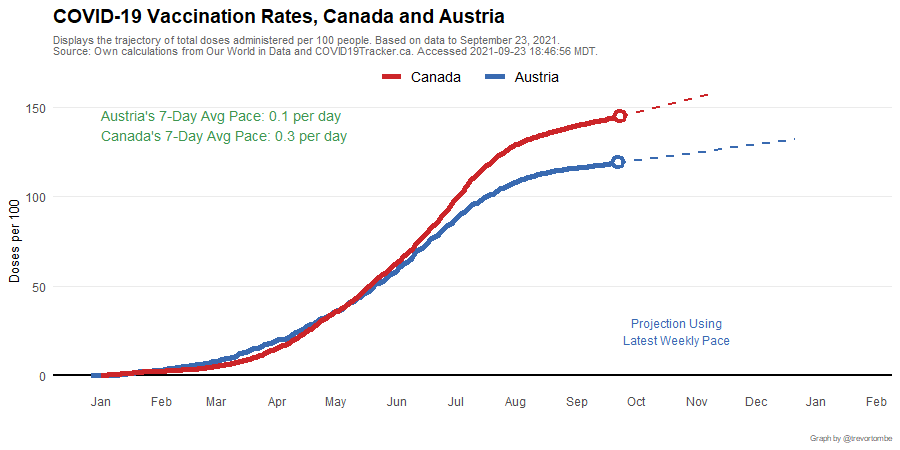 COVID-19 Vaccination Rates, Canada and Austria
Displays the trajectory of total doses administered per 100 people. Based on data to September 23, 2021.
Source: Own calculations from Our World in Data and COVID19Tracker.ca. Accessed 2021-09-23 18:46:56 MDT.
Canada Austria
Austria's 7-Day Avg Pace: 0.1 per day
Canada's 7-Day Avg Pace: 0.3 per day
150
100
50
0
Doses per 100
Projection Using
Latest Weekly Pace
Jan Feb Mar Apr May Jun Jul Aug Sep Oct Nov Dec Jan Feb
Graph by @trevortombe